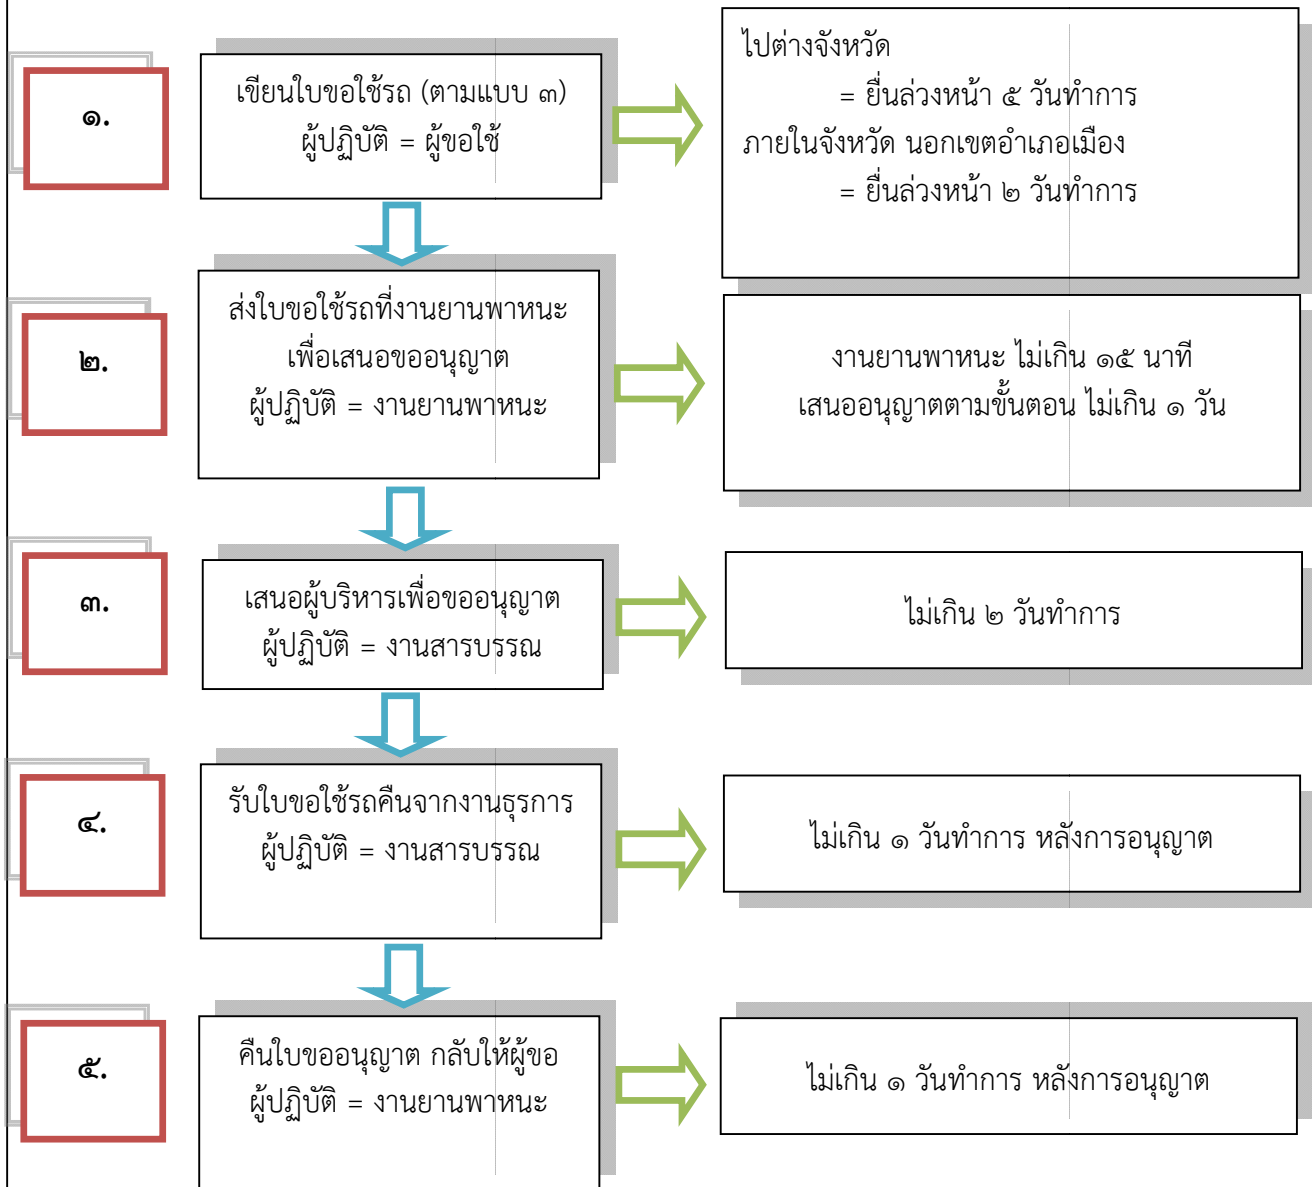 ๑.
เขียนใบขอใช้รถ (ตามแบบ ๓)
ผู้ปฏิบัติ = ผู้ขอใช้
ไปต่างจังหวัด
= ยื่นล่วงหน้า ๕ วันทำการ
ภายในจังหวัด นอกเขตอำเภอเมือง
= ยื่นล่วงหน้า ๒ วันทำการ
๒.
ส่งใบขอใช้รถที่งานยานพาหนะ
เพื่อเสนอขออนุญาต
ผู้ปฏิบัติ = งานยานพาหนะ
งานยานพาหนะ ไม่เกิน ๑๕ นาที
เสนออนุญาตตามขั้นตอน ไม่เกิน ๑ วัน
๓.
เสนอผู้บริหารเพื่อขออนุญาต
ผู้ปฏิบัติ = งานสารบรรณ
ไม่เกิน ๒ วันทำการ
๔.
รับใบขอใช้รถคืนจากงานธุรการ
ผู้ปฏิบัติ = งานสารบรรณ
ไม่เกิน ๑ วันทำการ หลังการอนุญาต
๕.
คืนใบขออนุญาต กลับให้ผู้ขอ
ผู้ปฏิบัติ = งานยานพาหนะ
ไม่เกิน ๑ วันทำการ หลังการอนุญาต